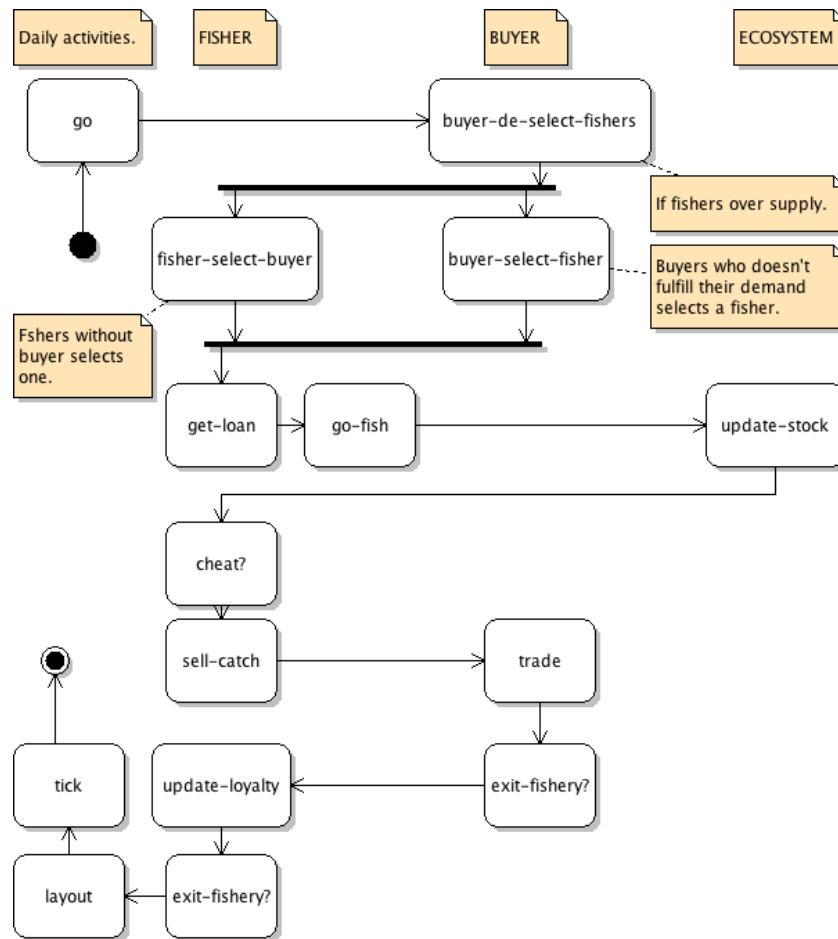 Daily activities.
FISHER
BUYER
ECOSYSTEM
go
buyer-de-select-fishers
If fishers over supply.
fisher-select-buyer
buyer-select-fisher
Buyers who doesn't
fulfill their demand
selects a fisher.
Fshers without
buyer selects
one.
get-loan
go-fish
update-stock
cheat?
sell-catch
trade
tick
update-loyalty
exit-fishery?
layout
exit-fishery?